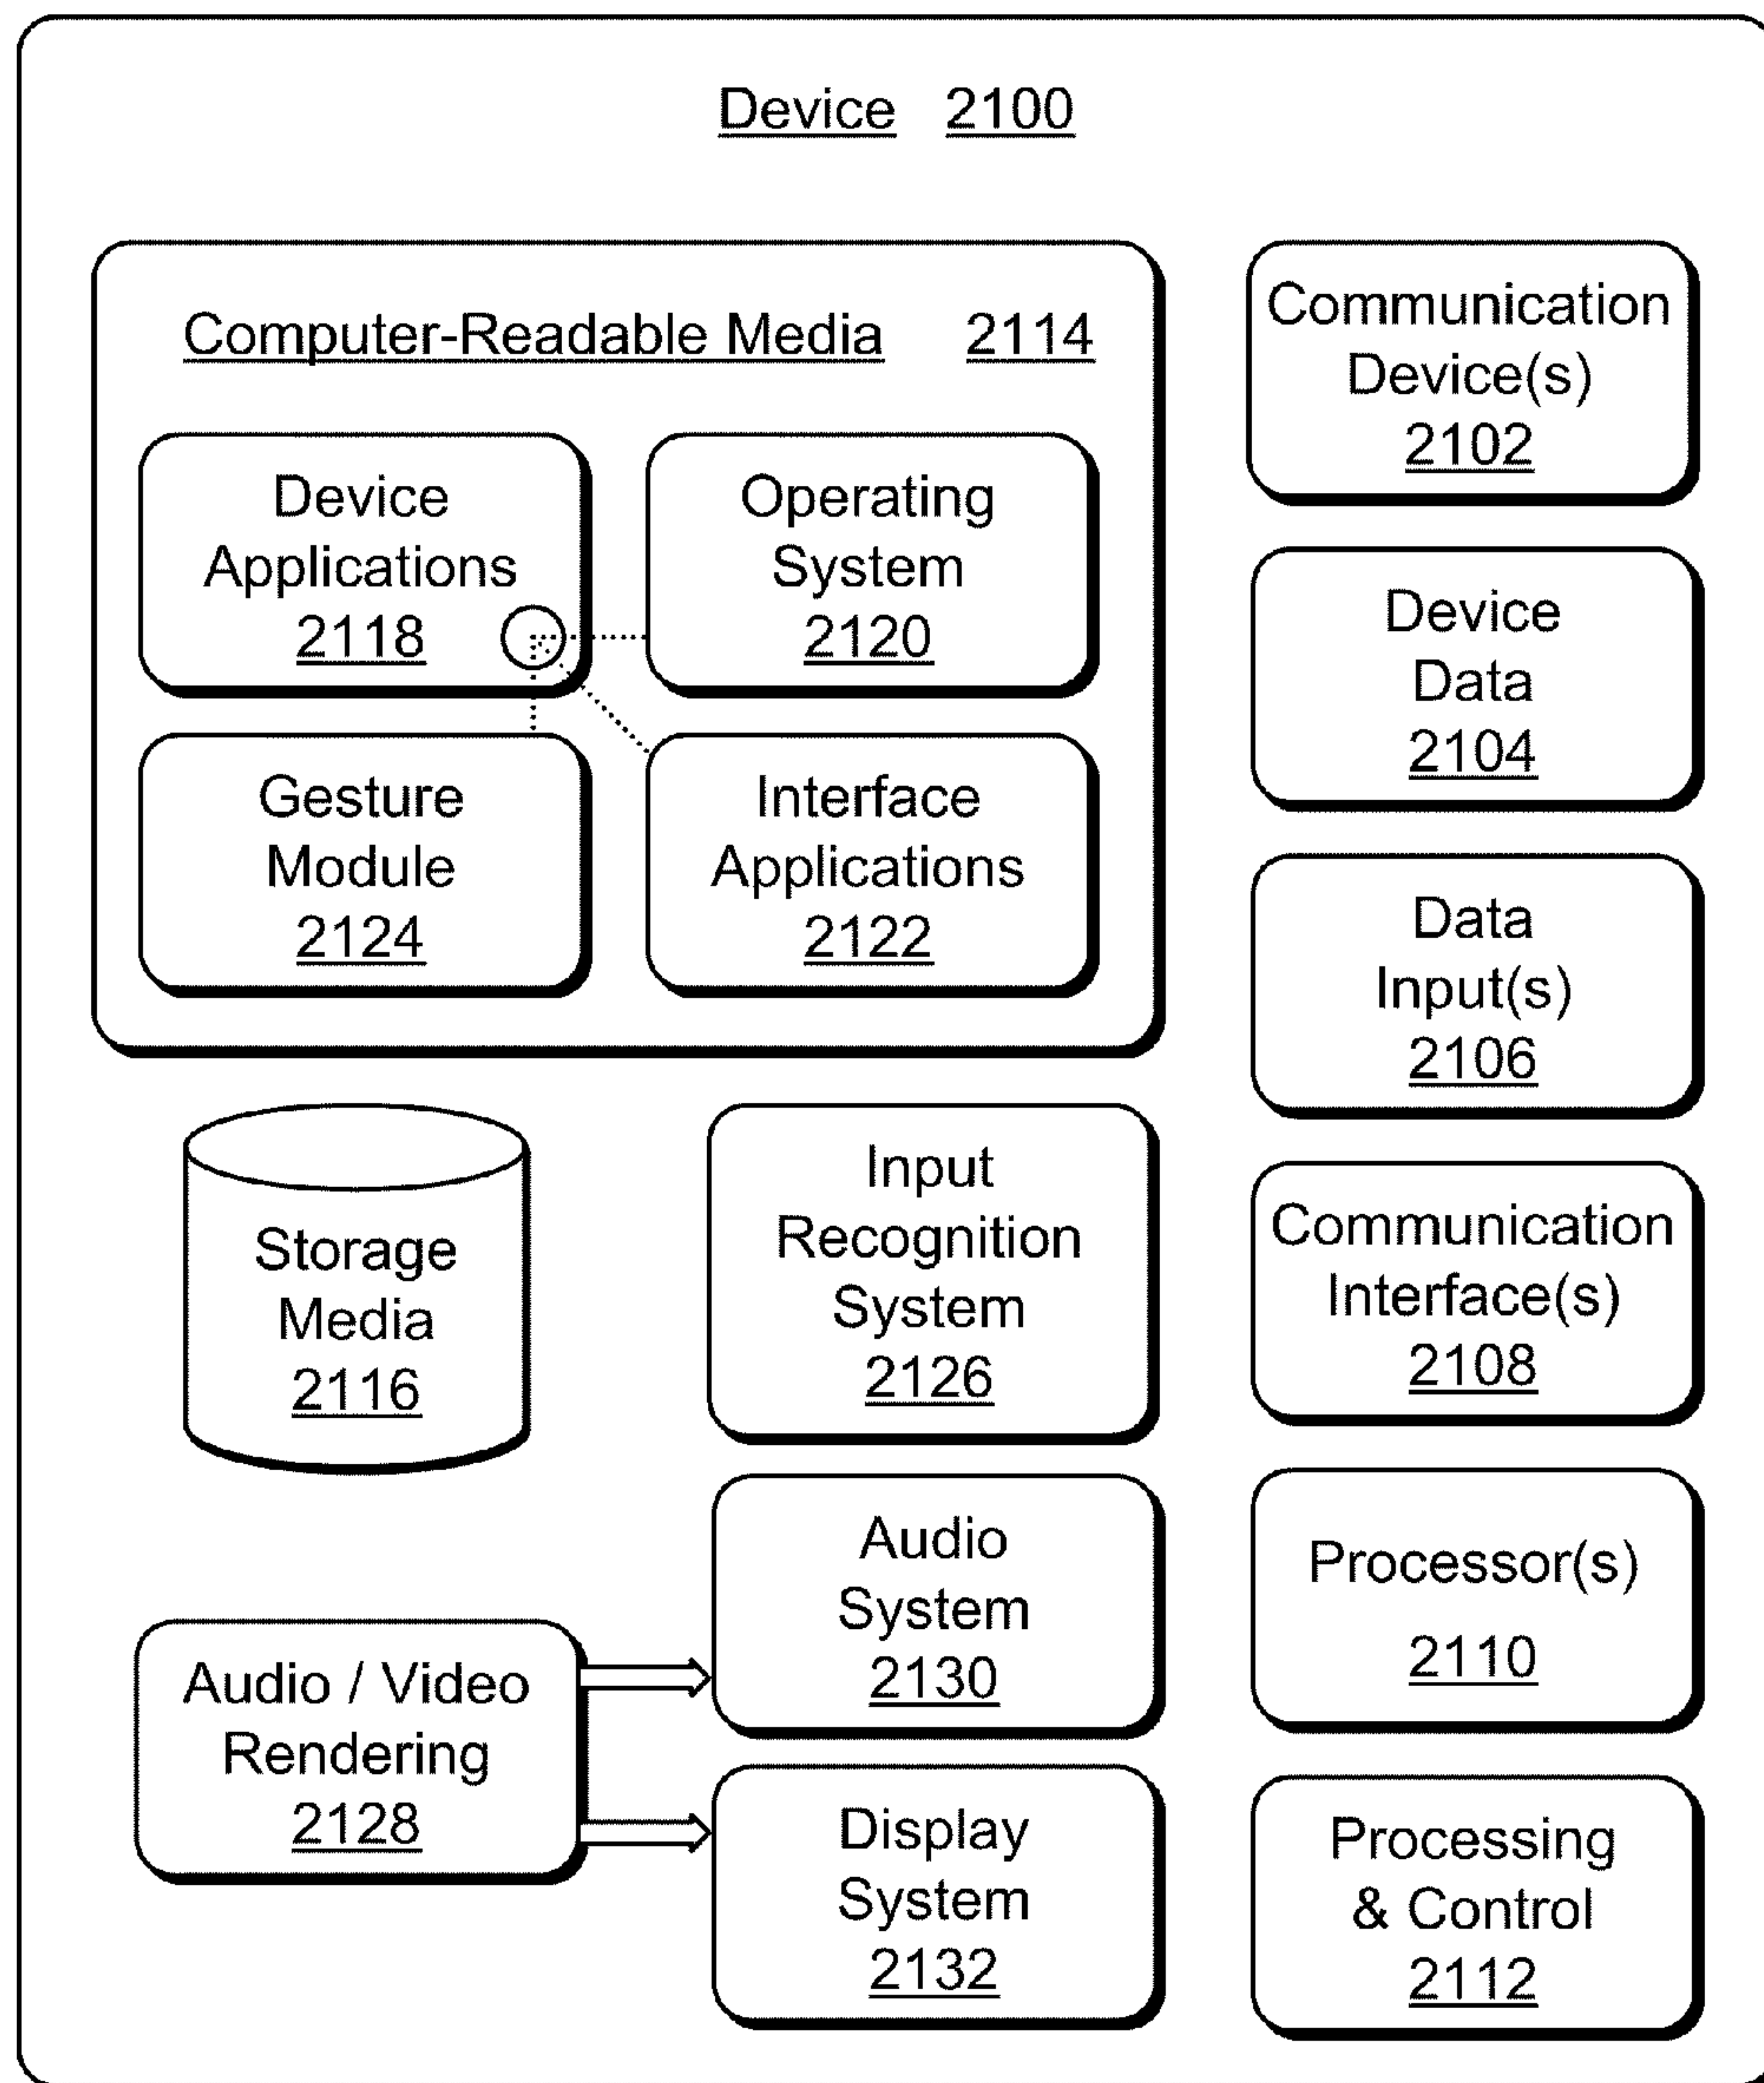 Device 2100
Computer-Readable Media 2114
Device
Applications
2118
Operating
System
2120
Gesture
Module
2124
Interface
Applications
2122
Storage
Media
2116
Input
Recognition
System
2126
Audio / Video
Rendering
2128
Audio
System
2130
Display
System
2132
Communication
Device(s)
2102
Device
Data
2104
Data
Input(s)
2106
Communication
Interface(s)
2108
Processor(s)
2110
Processing
& Control
2112